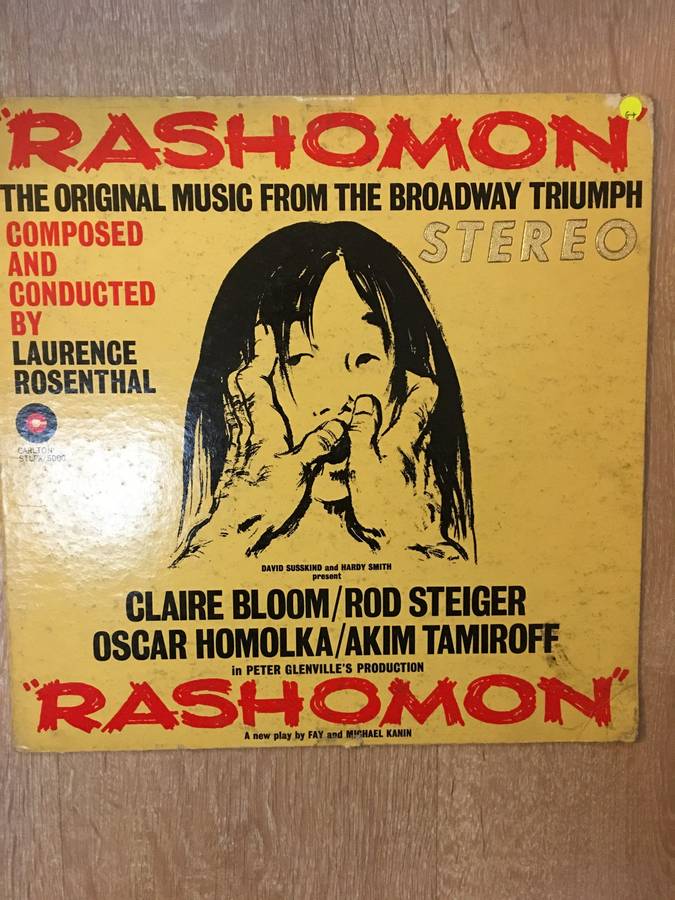 "RASHOMON"
THE ORIGINAL MUSIC FROM THE BROADWAY TRIUMPH
STEREO
COMPOSED
AND
CONDUCTED
BY
LAURENCE
ROSENTHAL
CARLTON
DAVID SUSSKIND and HARDY SMITH
present
CLAIRE BLOOM/ROD STEIGER
OSCAR HOMOLKA/AKIM TAMIROFF
in PETER GLENVILLE'S PRODUCTION
"RASHOMON"
A new play by FAY and MICHAEL KANIN